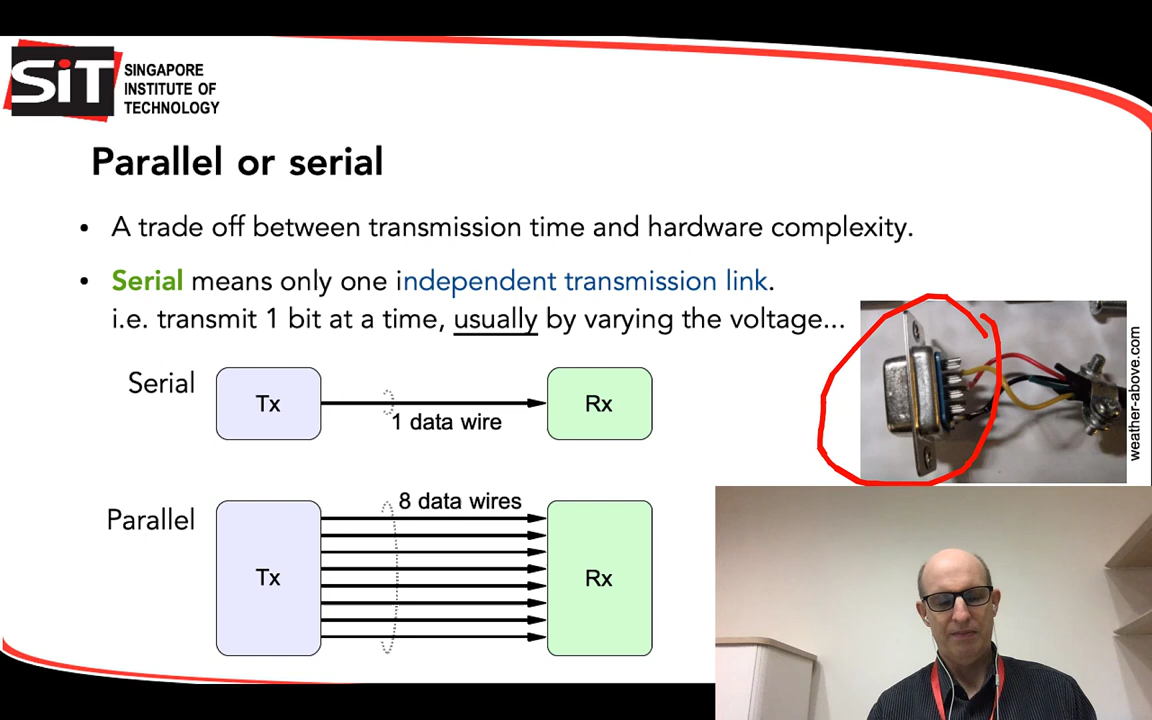 SiT
SINGAPORE
INSTITUTE OF
TECHNOLOGY
Parallel or serial
• A trade off between transmission time and hardware complexity.
• Serial means only one independent transmission link.
i.e. transmit 1 bit at a time, usually by varying the voltage...
Serial
Tx
1 data wire
Rx
Parallel
8 data wires
Tx
Rx
weather-above.com